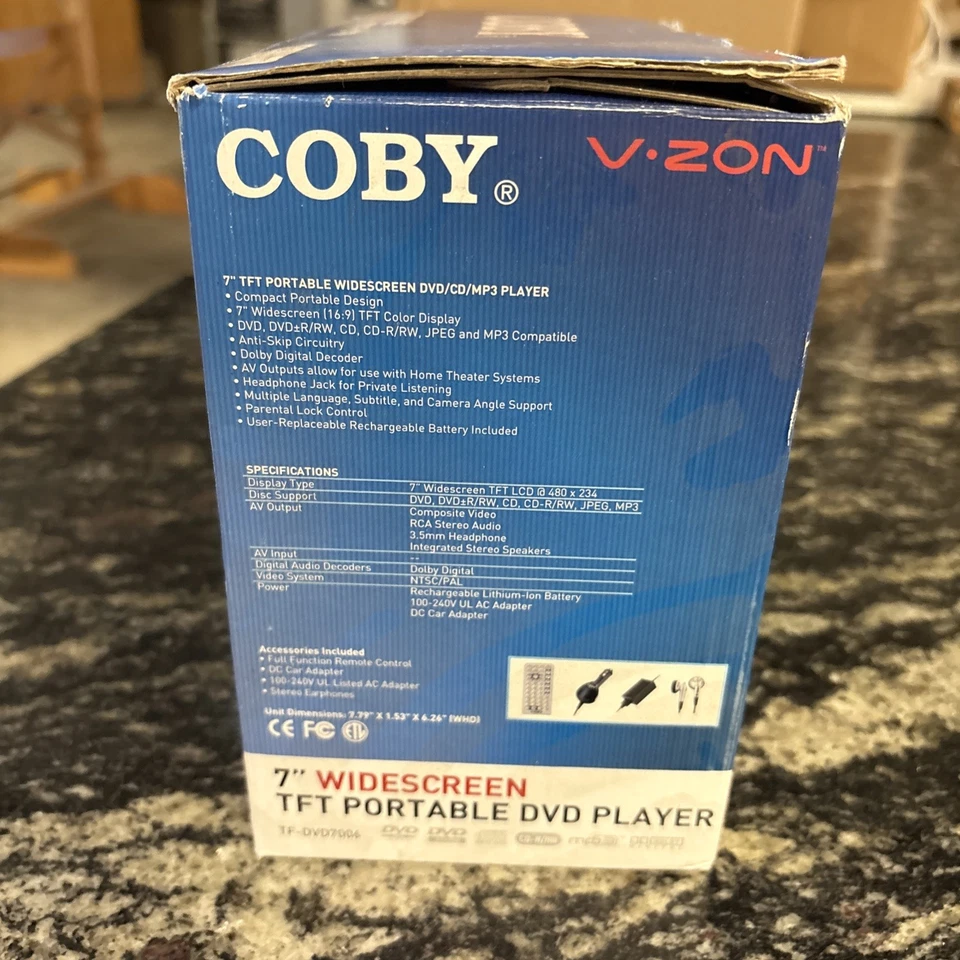 COBY®
V·ZON™
7" TFT PORTABLE WIDESCREEN DVD/CD/MP3 PLAYER
• Compact Portable Design
• 7" Widescreen (16:9) TFT Color Display
• DVD, DVD±R/RW, CD, CD-R/RW, JPEG and MP3 Compatible
• Anti-Skip Circuitry
• Dolby Digital Decoder
• AV Outputs allow for use with Home Theater Systems
• Headphone Jack for Private Listening
• Multiple Language, Subtitle, and Camera Angle Support
• Parental Lock Control
• User-Replaceable Rechargeable Battery Included
SPECIFICATIONS
Display Type 7" Widescreen TFT LCD @ 480 x 234
Disc Support DVD, DVD±R/RW, CD, CD-R/RW, JPEG, MP3
AV Output Composite Video
RCA Stereo Audio
3.5mm Headphone
Integrated Stereo Speakers
AV Input --
Digital Audio Decoders Dolby Digital
Video System NTSC/PAL
Power Rechargeable Lithium-Ion Battery
100-240V UL AC Adapter
DC Car Adapter
Accessories Included
• Full Function Remote Control
• DC Car Adapter
• 100-240V UL Listed AC Adapter
• Stereo Earphones
Unit Dimensions: 7.79" X 1.53" X 6.26" (WHD)
CE FC ETL
7" WIDESCREEN
TFT PORTABLE DVD PLAYER
TF-DVD7006 DVD DVD mp3